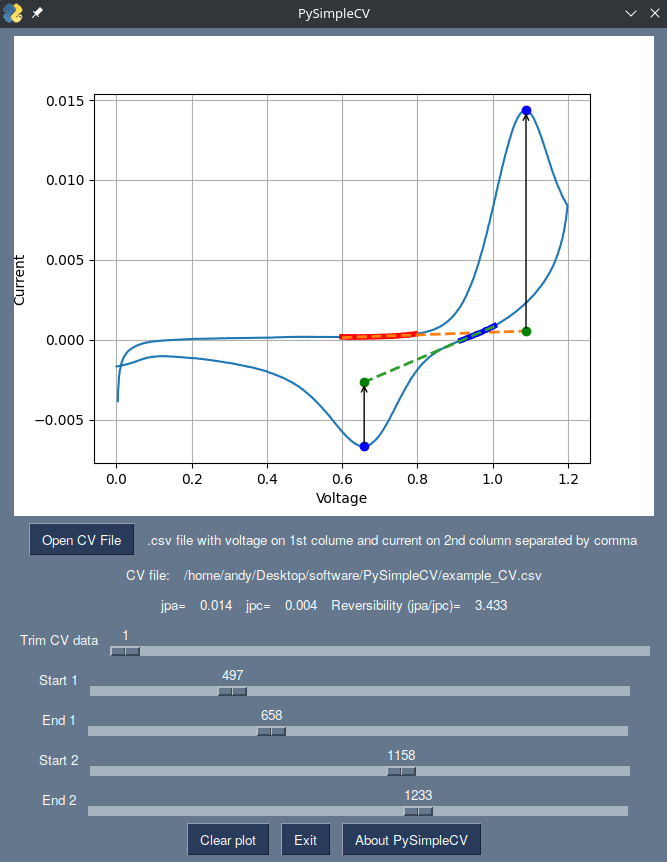 PySimpleCV
0.015
0.010
0.005
0.000
−0.005
Current
0.0 0.2 0.4 0.6 0.8 1.0 1.2
Voltage
Open CV File .csv file with voltage on 1st colume and current on 2nd column separated by comma
CV file: /home/andy/Desktop/software/PySimpleCV/example_CV.csv
jpa= 0.014 jpc= 0.004 Reversibility (jpa/jpc)= 3.433
Trim CV data 1
Start 1 497
End 1 658
Start 2 1158
End 2 1233
Clear plot Exit About PySimpleCV